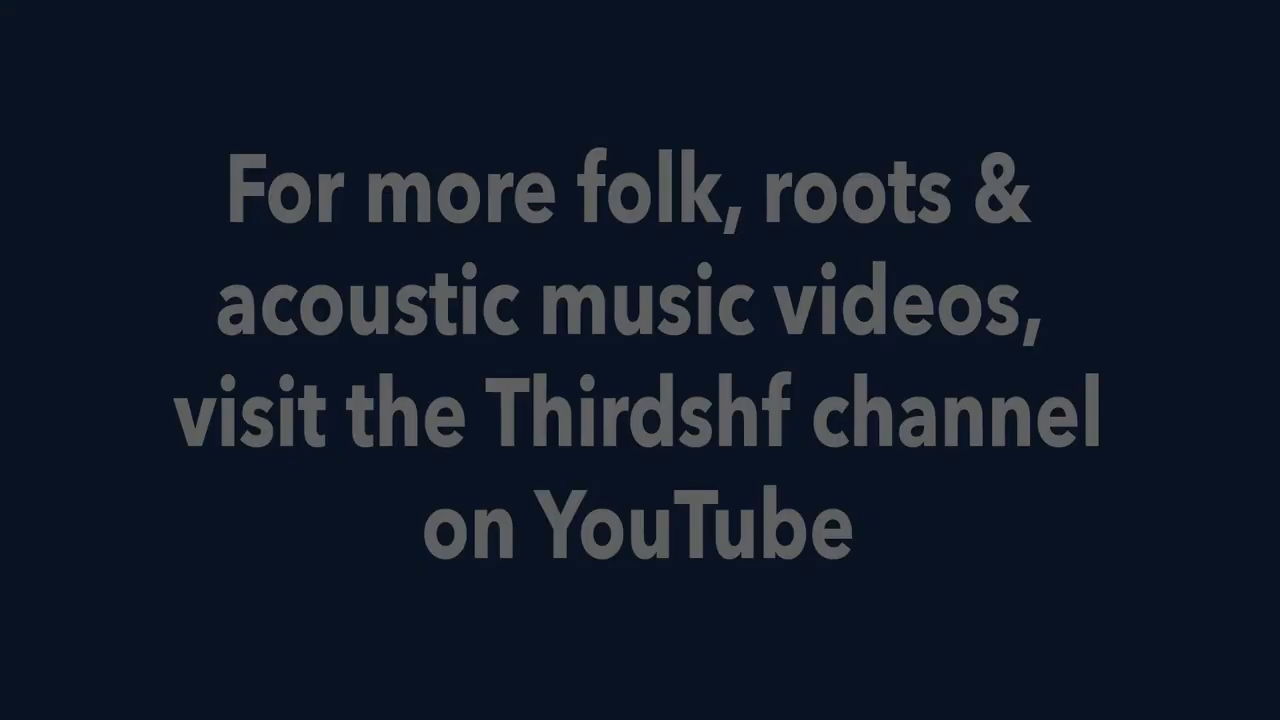 For more folk, roots &
acoustic music videos,
visit the Thirdshf channel
on YouTube